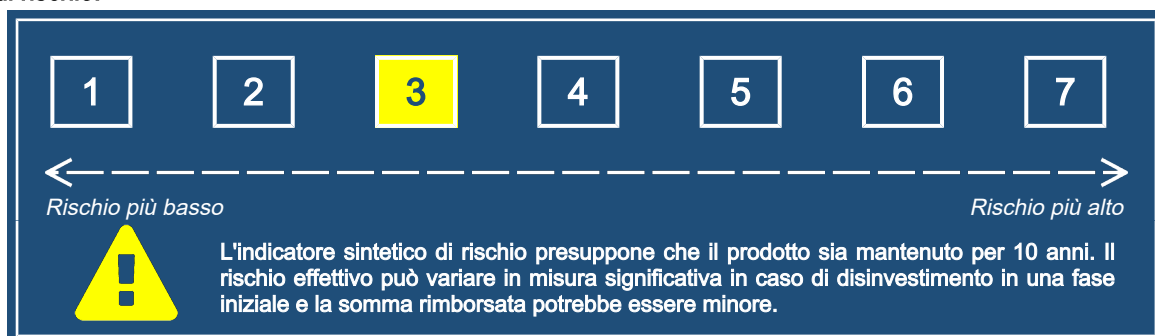 1 2 3 4 5 6 7
Rischio più basso Rischio più alto
L'indicatore sintetico di rischio presuppone che il prodotto sia mantenuto per 10 anni. Il
rischio effettivo può variare in misura significativa in caso di disinvestimento in una fase
iniziale e la somma rimborsata potrebbe essere minore.